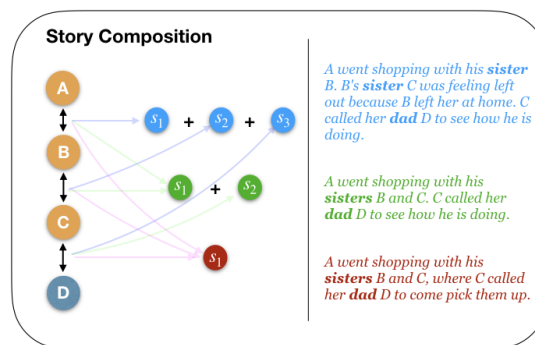 Story Composition
A
B
C
D
s1 + s2 + s3
s1 + s2
s1
A went shopping with his sister
B. B's sister C was feeling left
out because B left her at home. C
called her dad D to see how he is
doing.
A went shopping with his
sisters B and C. C called her
dad D to see how he is doing.
A went shopping with his
sisters B and C, where C called
her dad D to come pick them up.